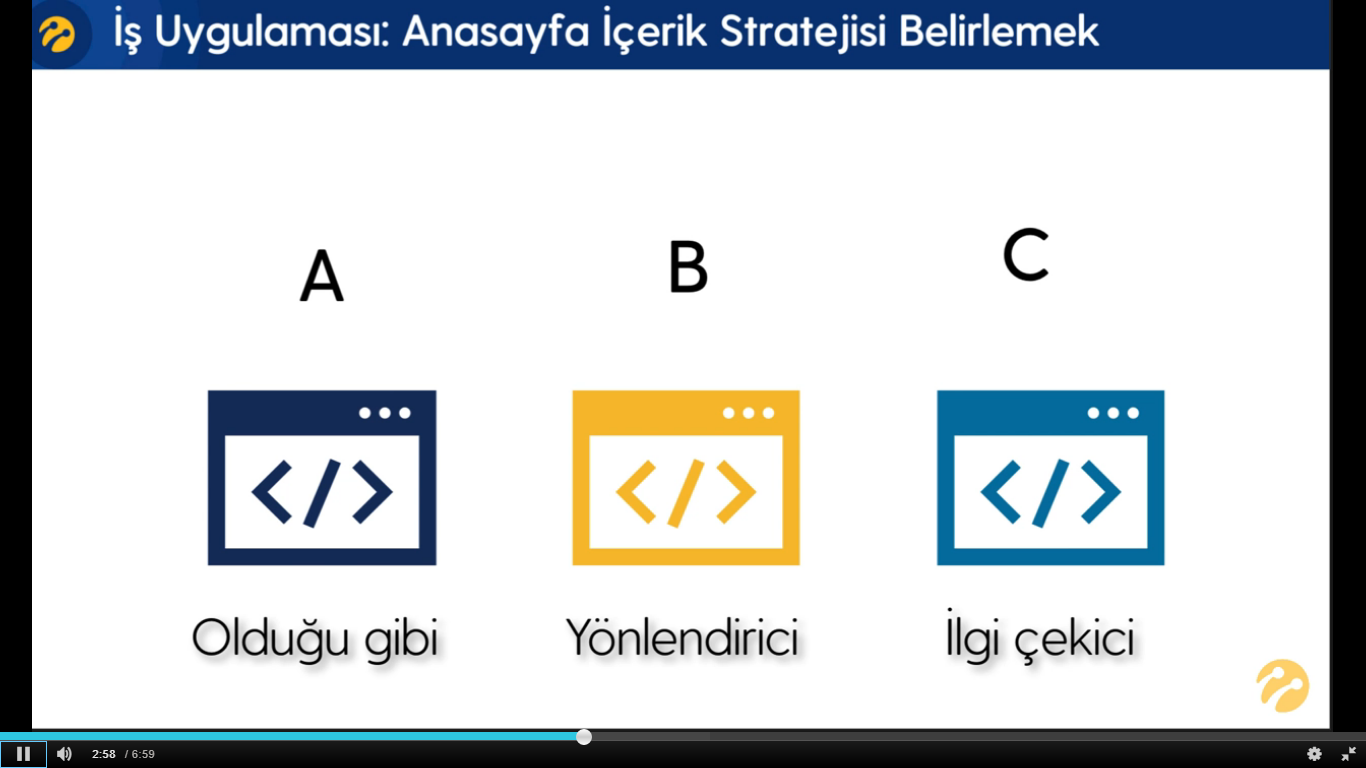 İş Uygulaması: Anasayfa İçerik Stratejisi Belirlemek
A
B
C
</>
</>
</>
Olduğu gibi
Yönlendirici
İlgi çekici
2:58 / 6:59